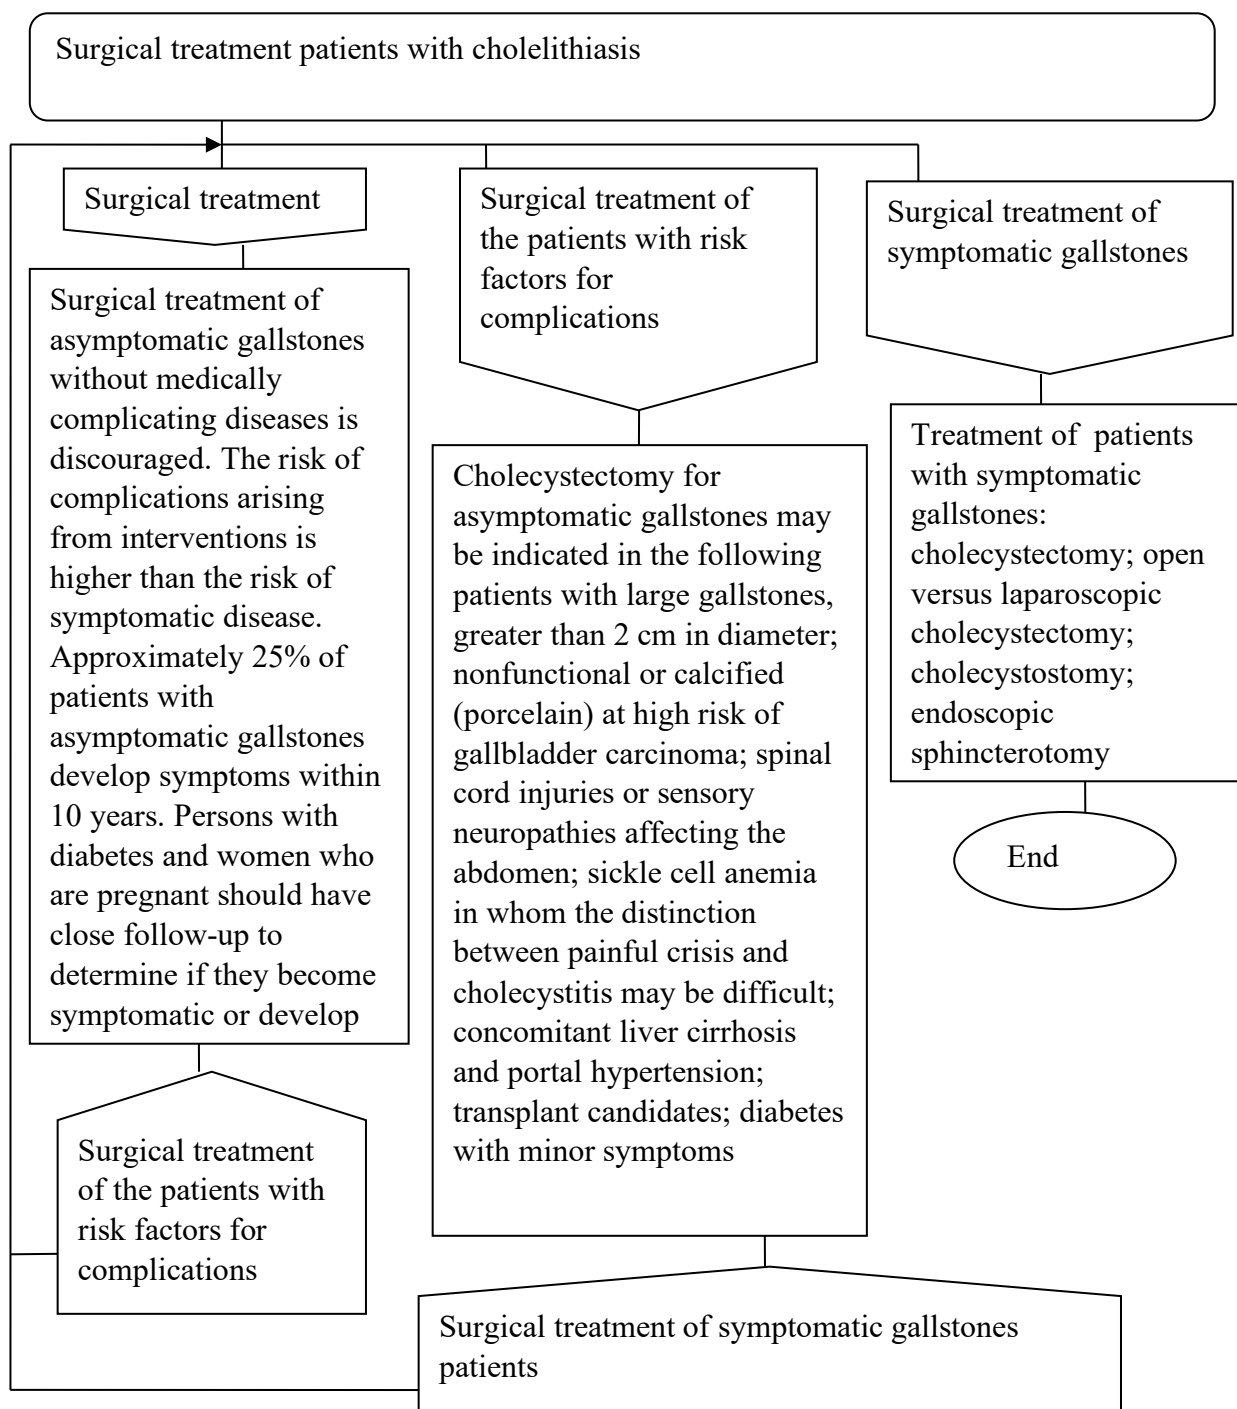 Surgical treatment patients with cholelithiasis
Surgical treatment
Surgical treatment of
asymptomatic gallstones
without medically
complicating diseases is
discouraged. The risk of
complications arising
from interventions is
higher than the risk of
symptomatic disease.
Approximately 25% of
patients with
asymptomatic gallstones
develop symptoms within
10 years. Persons with
diabetes and women who
are pregnant should have
close follow-up to
determine if they become
symptomatic or develop
Surgical treatment
of the patients with
risk factors for
complications
Surgical treatment of
the patients with risk
factors for
complications
Cholecystectomy for
asymptomatic gallstones may
be indicated in the following
patients with large gallstones,
greater than 2 cm in diameter;
nonfunctional or calcified
(porcelain) at high risk of
gallbladder carcinoma; spinal
cord injuries or sensory
neuropathies affecting the
abdomen; sickle cell anemia
in whom the distinction
between painful crisis and
cholecystitis may be difficult;
concomitant liver cirrhosis
and portal hypertension;
transplant candidates; diabetes
with minor symptoms
Surgical treatment of symptomatic gallstones
patients
Surgical treatment of
symptomatic gallstones
Treatment of  patients
with symptomatic
gallstones:
cholecystectomy; open
versus laparoscopic
cholecystectomy;
cholecystostomy;
endoscopic
sphincterotomy
End